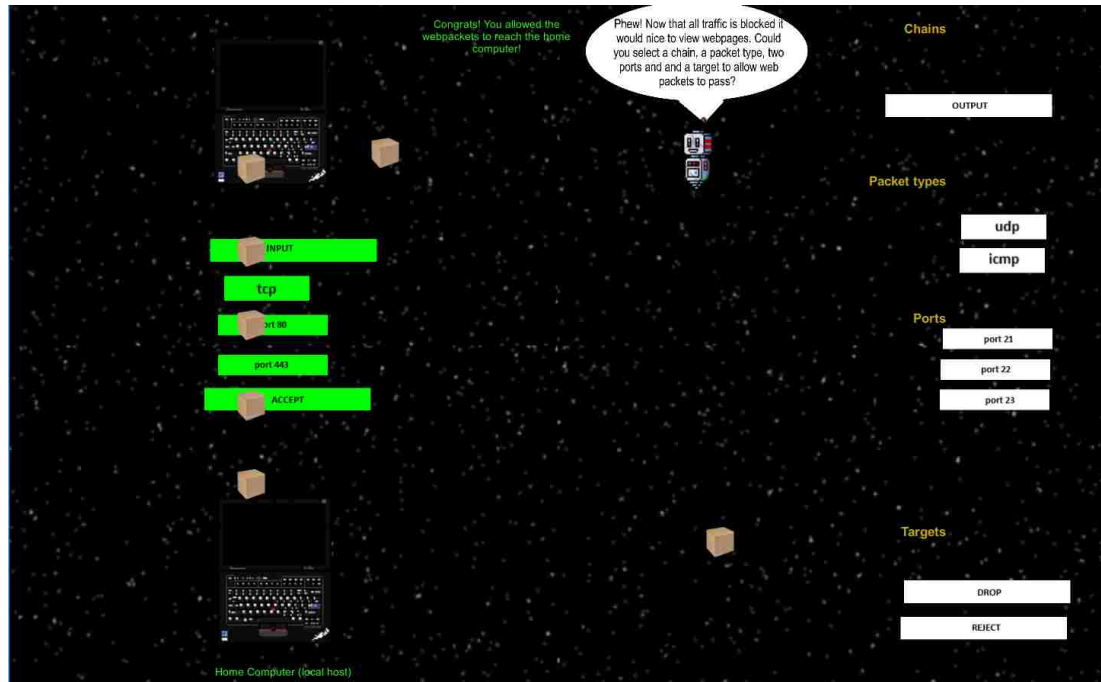 Congrats! You allowed the
webpackets to reach the home
computer!
Phew! Now that all traffic is blocked it
would nice to view webpages. Could
you select a chain, a packet type, two
ports and and a target to allow web
packets to pass?
Chains
OUTPUT
Packet types
udp
icmp
INPUT
tcp
ort 80
port 443
ACCEPT
Ports
port 21
port 22
port 23
Targets
DROP
REJECT
Home Computer (local host)